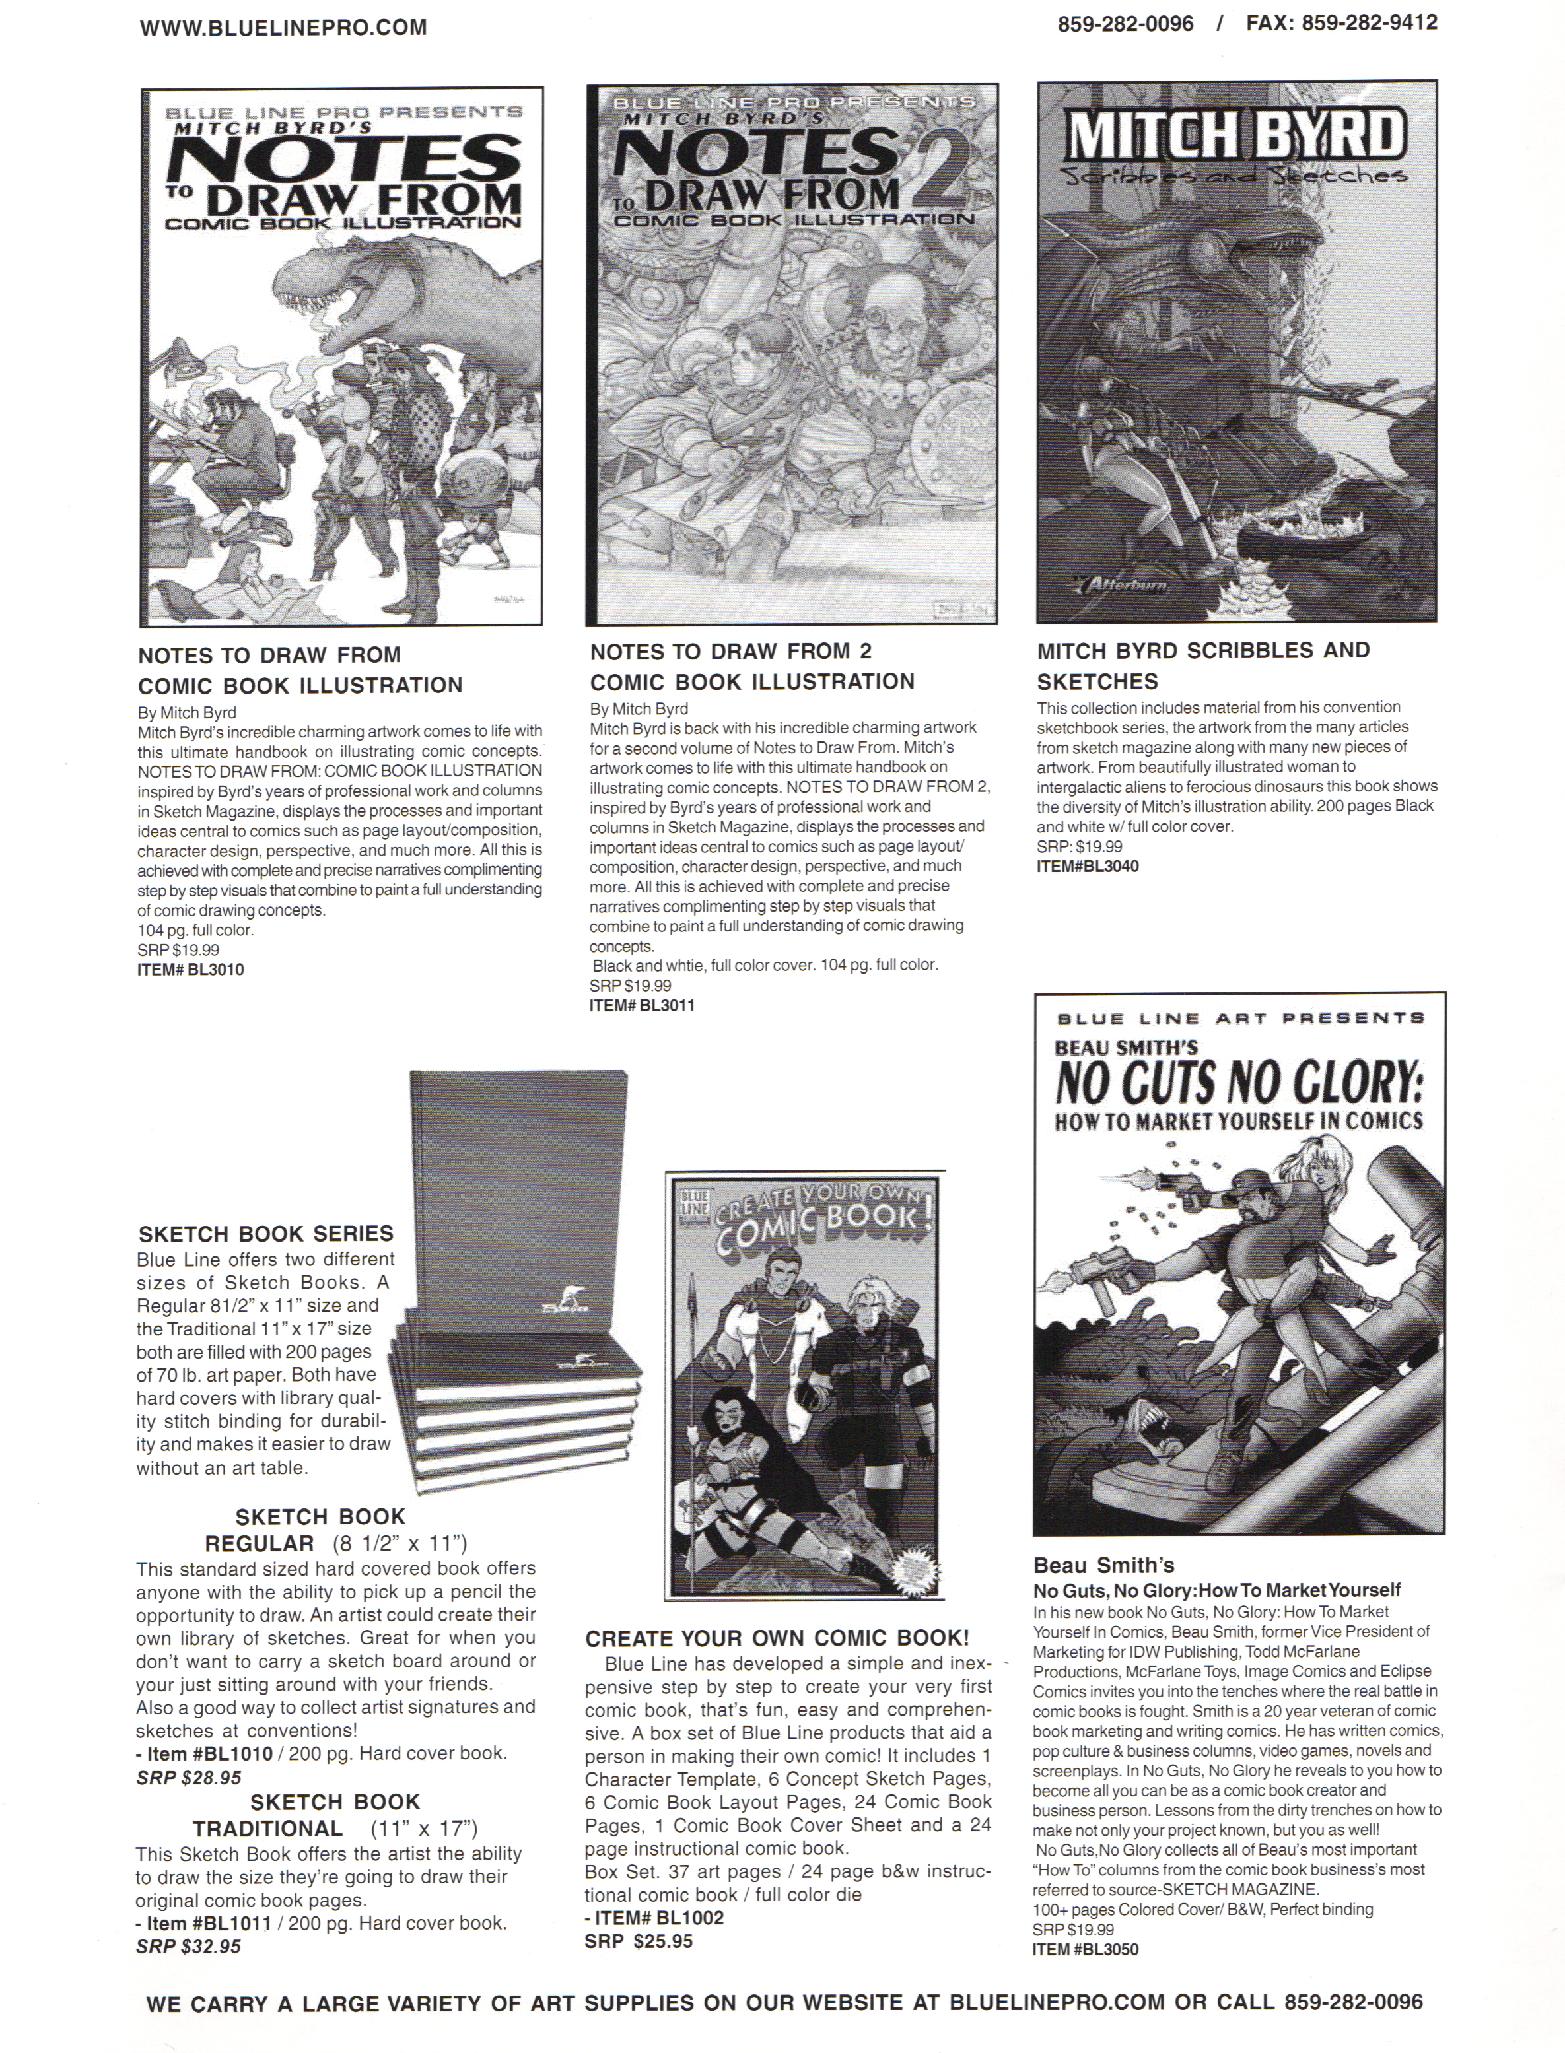 WWW.BLUELINEPRO.COM
859-282-0096 / FAX: 859-282-9412
BLUE LINE PRO PRESENTS
MITCH BYRD'S
NOTES
TO DRAW FROM
COMIC BOOK ILLUSTRATION
BLUE LINE PRO PRESENTS
MITCH BYRD'S
NOTES 2
TO DRAW FROM
COMIC BOOK ILLUSTRATION
MITCH BYRD
Scribbles and Sketches
Afterburn
NOTES TO DRAW FROM
COMIC BOOK ILLUSTRATION
By Mitch Byrd
Mitch Byrd's incredible charming artwork comes to life with
this ultimate handbook on illustrating comic concepts.
NOTES TO DRAW FROM: COMIC BOOK ILLUSTRATION
inspired by Byrd's years of professional work and columns
in Sketch Magazine, displays the processes and important
ideas central to comics such as page layout/composition,
character design, perspective, and much more. All this is
achieved with complete and precise narratives complimenting
step by step visuals that combine to paint a full understanding
of comic drawing concepts.
104 pg. full color.
SRP $19.99
ITEM# BL3010
NOTES TO DRAW FROM 2
COMIC BOOK ILLUSTRATION
By Mitch Byrd
Mitch Byrd is back with his incredible charming artwork
for a second volume of Notes to Draw From. Mitch's
artwork comes to life with this ultimate handbook on
illustrating comic concepts. NOTES TO DRAW FROM 2,
inspired by Byrd's years of professional work and
columns in Sketch Magazine, displays the processes and
important ideas central to comics such as page layout/
composition, character design, perspective, and much
more. All this is achieved with complete and precise
narratives complimenting step by step visuals that
combine to paint a full understanding of comic drawing
concepts.
Black and whtie, full color cover. 104 pg. full color.
SRP $19.99
ITEM# BL3011
MITCH BYRD SCRIBBLES AND
SKETCHES
This collection includes material from his convention
sketchbook series, the artwork from the many articles
from sketch magazine along with many new pieces of
artwork. From beautifully illustrated woman to
intergalactic aliens to ferocious dinosaurs this book shows
the diversity of Mitch's illustration ability. 200 pages Black
and white w/ full color cover.
SRP: $19.99
ITEM#BL3040
SKETCH BOOK SERIES
Blue Line offers two different
sizes of Sketch Books. A
Regular 81/2" x 11" size and
the Traditional 11" x 17" size
both are filled with 200 pages
of 70 lb. art paper. Both have
hard covers with library qual-
ity stitch binding for durabil-
ity and makes it easier to draw
without an art table.
SKETCH BOOK
REGULAR (8 1/2" x 11")
This standard sized hard covered book offers
anyone with the ability to pick up a pencil the
opportunity to draw. An artist could create their
own library of sketches. Great for when you
don't want to carry a sketch board around or
your just sitting around with your friends.
Also a good way to collect artist signatures and
sketches at conventions!
- Item #BL1010 / 200 pg. Hard cover book.
SRP $28.95
SKETCH BOOK
TRADITIONAL (11" x 17")
This Sketch Book offers the artist the ability
to draw the size they're going to draw their
original comic book pages.
- Item #BL1011 / 200 pg. Hard cover book.
SRP $32.95
BLUE
LINE
CREATE YOUR OWN
COMIC BOOK!
CREATE YOUR OWN COMIC BOOK!
Blue Line has developed a simple and inex-
pensive step by step to create your very first
comic book, that's fun, easy and comprehen-
sive. A box set of Blue Line products that aid a
person in making their own comic! It includes 1
Character Template, 6 Concept Sketch Pages,
6 Comic Book Layout Pages, 24 Comic Book
Pages, 1 Comic Book Cover Sheet and a 24
page instructional comic book.
Box Set. 37 art pages / 24 page b&w instruc-
tional comic book / full color die
- ITEM# BL1002
SRP $25.95
BLUE LINE ART PRESENTS
BEAU SMITH'S
NO GUTS NO GLORY:
HOW TO MARKET YOURSELF IN COMICS
Beau Smith's
No Guts, No Glory:How To Market Yourself
In his new book No Guts, No Glory: How To Market
Yourself In Comics, Beau Smith, former Vice President of
Marketing for IDW Publishing, Todd McFarlane
Productions, McFarlane Toys, Image Comics and Eclipse
Comics invites you into the tenches where the real battle in
comic books is fought. Smith is a 20 year veteran of comic
book marketing and writing comics. He has written comics,
pop culture & business columns, video games, novels and
screenplays. In No Guts, No Glory he reveals to you how to
become all you can be as a comic book creator and
business person. Lessons from the dirty trenches on how to
make not only your project known, but you as well!
No Guts,No Glory collects all of Beau's most important
"How To" columns from the comic book business's most
referred to source-SKETCH MAGAZINE.
100+ pages Colored Cover/ B&W, Perfect binding
SRP $19.99
ITEM #BL3050
WE CARRY A LARGE VARIETY OF ART SUPPLIES ON OUR WEBSITE AT BLUELINEPRO.COM OR CALL 859-282-0096